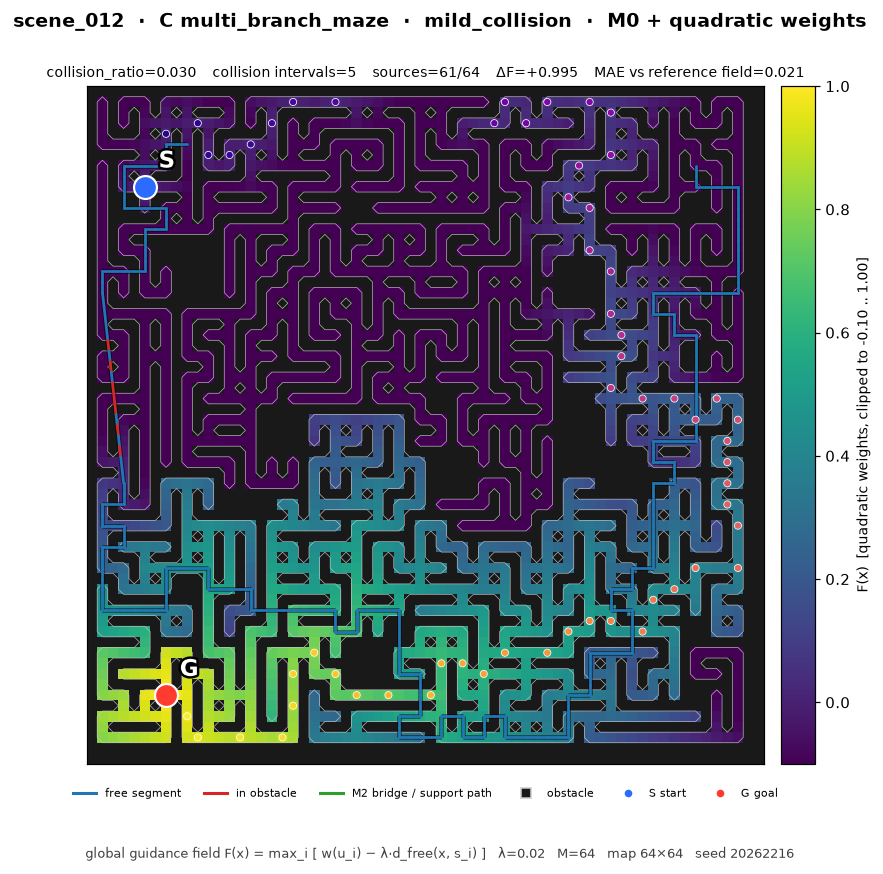 scene_012 · C multi_branch_maze · mild_collision · M0 + quadratic weights
collision_ratio=0.030 collision intervals=5 sources=61/64 ΔF=+0.995 MAE vs reference field=0.021
S
G
1.0
0.8
0.6
0.4
0.2
0.0
F(x) [quadratic weights, clipped to -0.10 .. 1.00]
free segment
in obstacle
M2 bridge / support path
obstacle
S start
G goal
global guidance field F(x) = max_i [ w(u_i) − λ·d_free(x, s_i) ] λ=0.02 M=64 map 64×64 seed 20262216